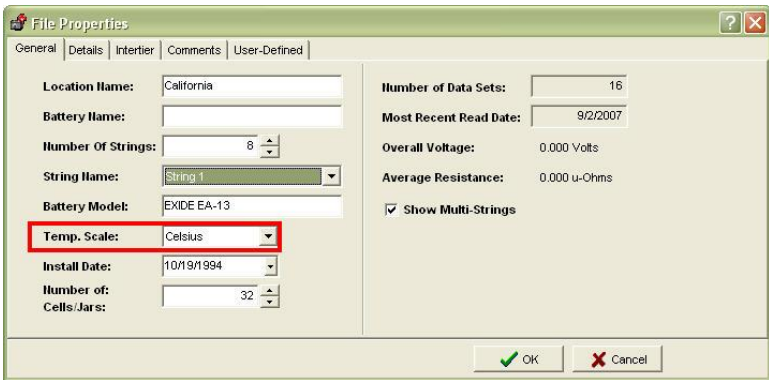 File Properties
General Details Intertier Comments User-Defined
Location Name: California
Battery Name:
Number Of Strings: 8
String Name: String 1
Battery Model: EXIDE EA-13
Temp. Scale: Celsius
Install Date: 10/19/1994
Number of:
Cells/Jars: 32
Number of Data Sets: 16
Most Recent Read Date: 9/2/2007
Overall Voltage: 0.000 Volts
Average Resistance: 0.000 u-Ohms
Show Multi-Strings
OK Cancel